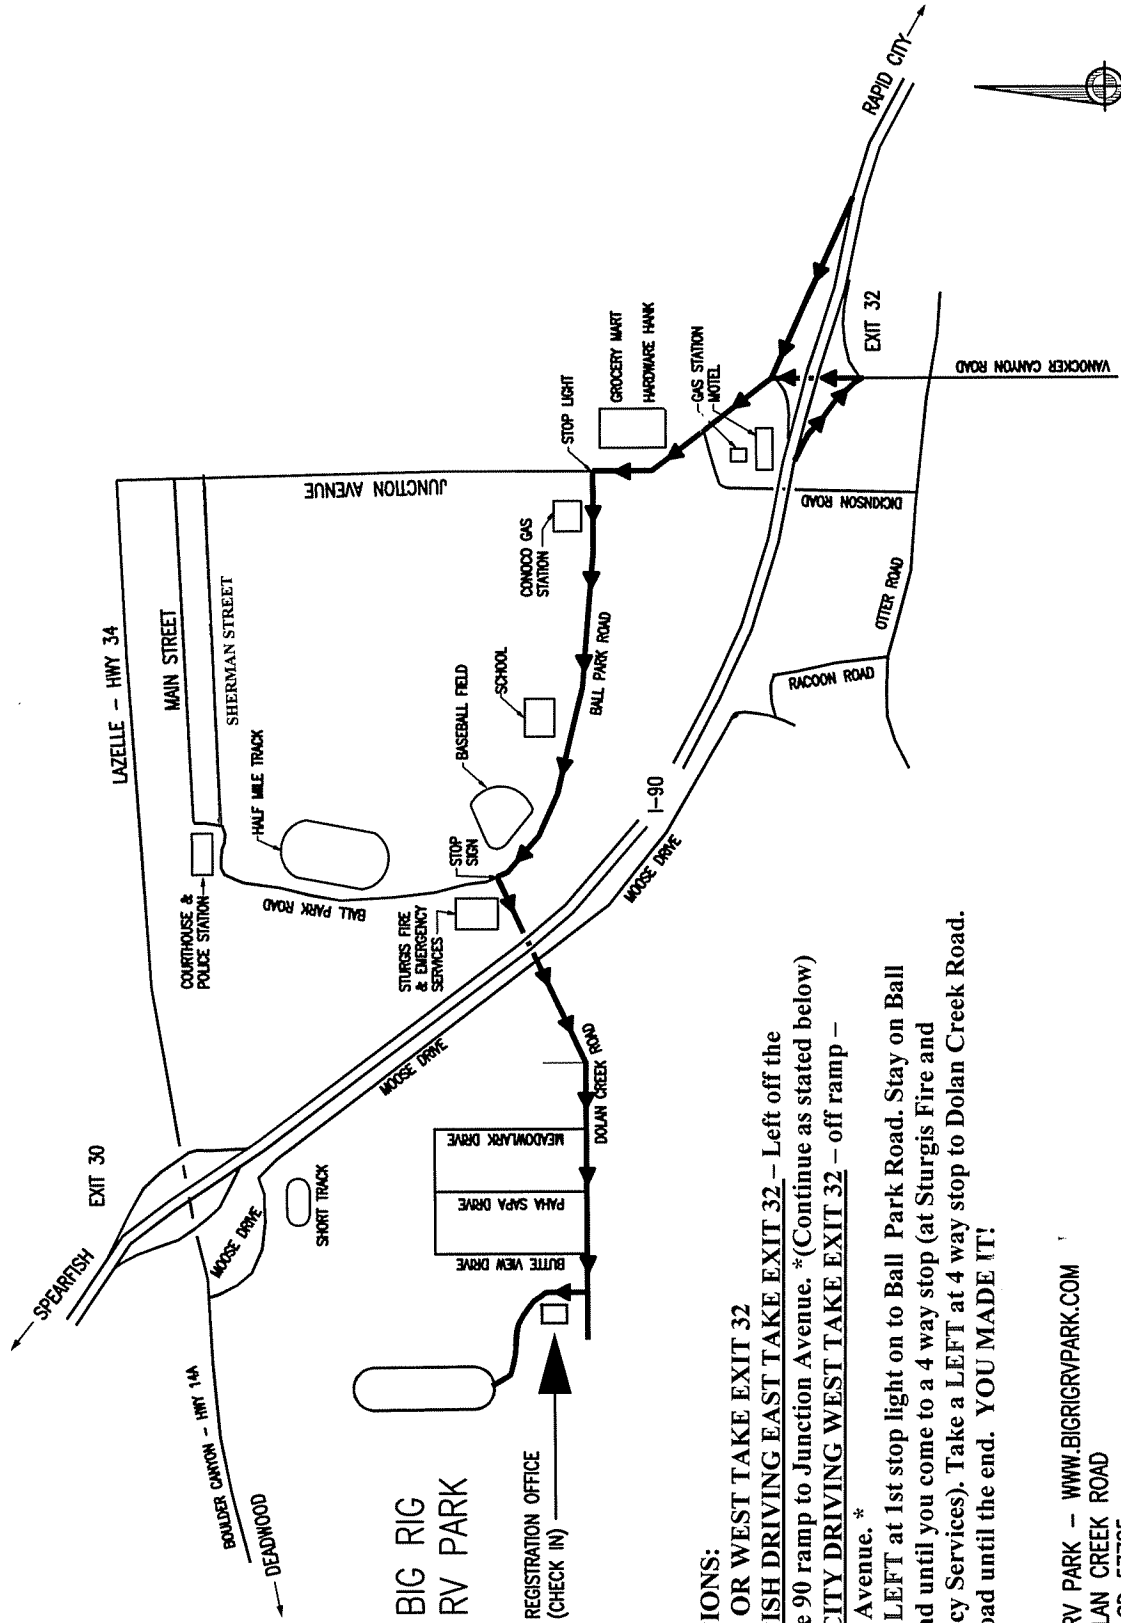 RAPID CITY
EXIT 32
VANOCKER CANYON ROAD
GROCERY MART
HARDWARE HANK
GAS STATION
MOTEL
STOP LIGHT
JUNCTION AVENUE
DICKINSON ROAD
CONOCO GAS
STATION
OTTER ROAD
RACOON ROAD
BALL PARK ROAD
SCHOOL
BASEBALL FIELD
LAZELLE - HWY 34
MAIN STREET
SHERMAN STREET
HALF MILE TRACK
STOP
SIGN
I-90
MOOSE DRIVE
BALL PARK ROAD
COURTHOUSE &
POLICE STATION
STURGIS FIRE
& EMERGENCY
SERVICES
MOOSE DRIVE
DOLAN CREEK ROAD
MEADOWLARK DRIVE
PAHA SAPA DRIVE
BUTTE VIEW DRIVE
EXIT 30
SHORT TRACK
MOOSE DRIVE
SPEARFISH
BOULDER CANYON - HWY 14A
DEADWOOD
BIG RIG
RV PARK
REGISTRATION OFFICE
(CHECK IN)
IONS:
OR WEST TAKE EXIT 32
ISH DRIVING EAST TAKE EXIT 32 – Left off the
e 90 ramp to Junction Avenue. *(Continue as stated below)
CITY DRIVING WEST TAKE EXIT 32 – off ramp –
Avenue. *
LEFT at 1st stop light on to Ball Park Road. Stay on Ball
ad until you come to a 4 way stop (at Sturgis Fire and
cy Services). Take a LEFT at 4 way stop to Dolan Creek Road.
oad until the end. YOU MADE IT!
RV PARK - WWW.BIGRIGRVPARK.COM
LAN CREEK ROAD